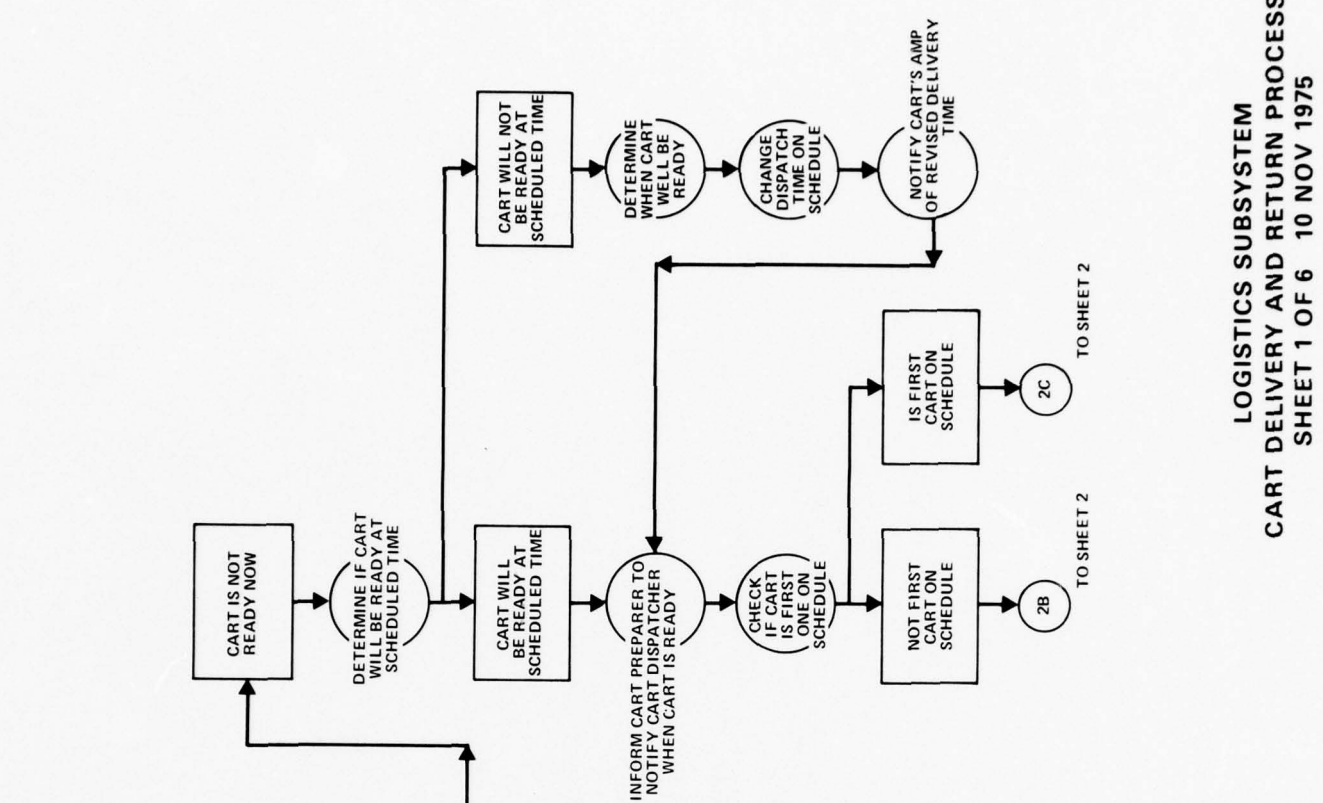 CART IS NOT
READY NOW
DETERMINE IF CART
WILL BE READY AT
SCHEDULED TIME
CART WILL
BE READY AT
SCHEDULED TIME
CART WILL NOT
BE READY AT
SCHEDULED TIME
DETERMINE
WHEN CART
WELL BE
READY
CHANGE
DISPATCH
TIME ON
SCHEDULE
NOTIFY CART'S AMP
OF REVISED DELIVERY
TIME
INFORM CART PREPARER TO
NOTIFY CART DISPATCHER
WHEN CART IS READY
CHECK
IF CART
IS FIRST
ONE ON
SCHEDULE
NOT FIRST
CART ON
SCHEDULE
IS FIRST
CART ON
SCHEDULE
2B
TO SHEET 2
2C
TO SHEET 2
LOGISTICS SUBSYSTEM
CART DELIVERY AND RETURN PROCESS
SHEET 1 OF 6 10 NOV 1975